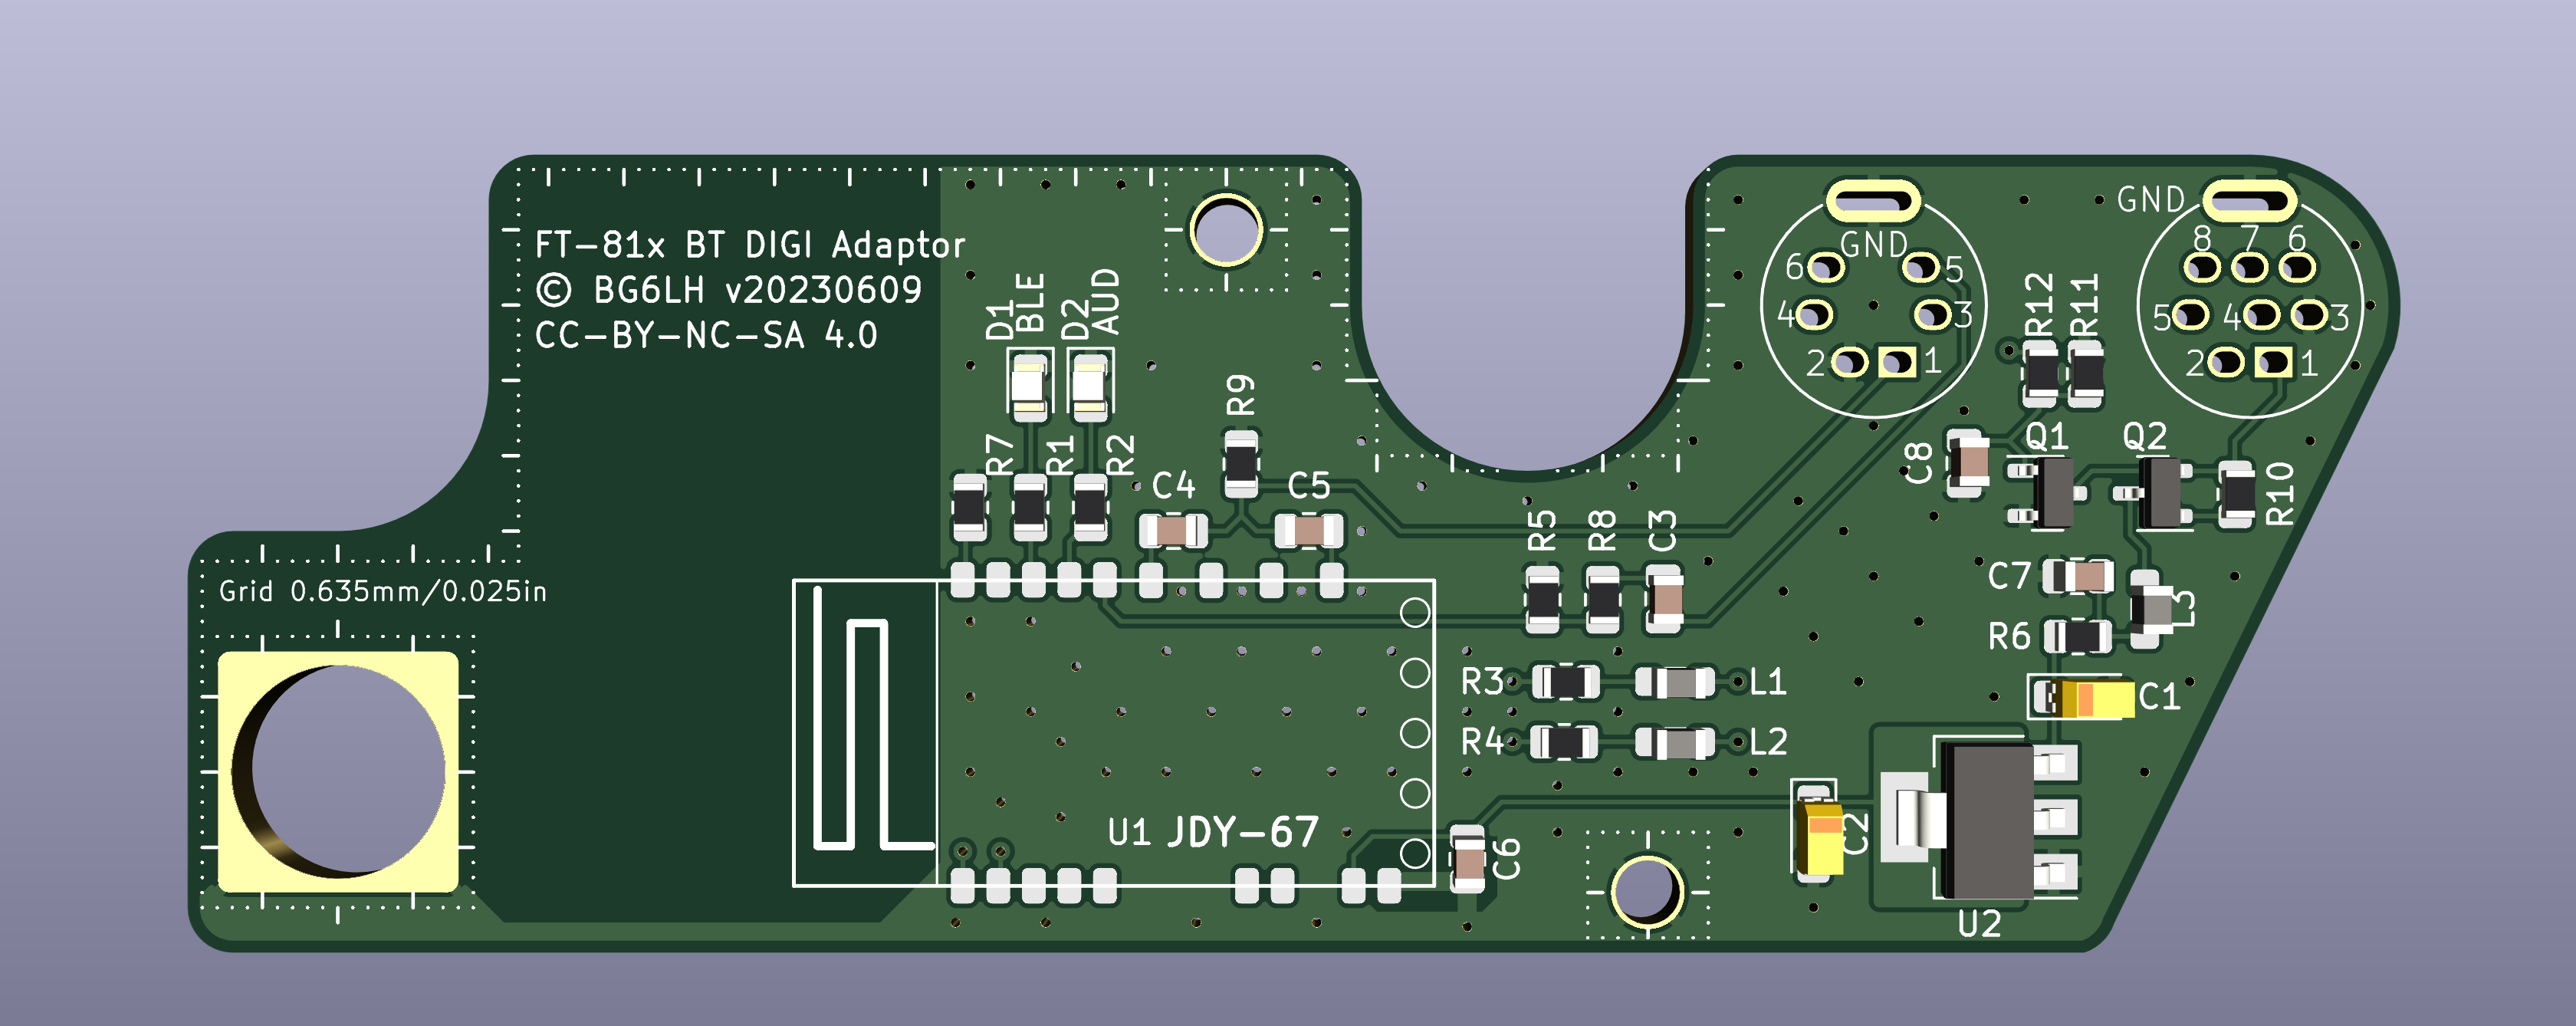 FT-81x BT DIGI Adaptor
© BG6LH v20230609
CC-BY-NC-SA 4.0
Grid 0.635mm/0.025in
D1
BLE
D2
AUD
R7
R1
R2
R9
C4
C5
U1 JDY-67
R5
R8
C3
R3
L1
R4
L2
C6
C2
GND
6
5
4
3
2
1
GND
8
7
6
5
4
3
2
1
R12
R11
C8
Q1
Q2
R10
C7
L3
R6
C1
U2